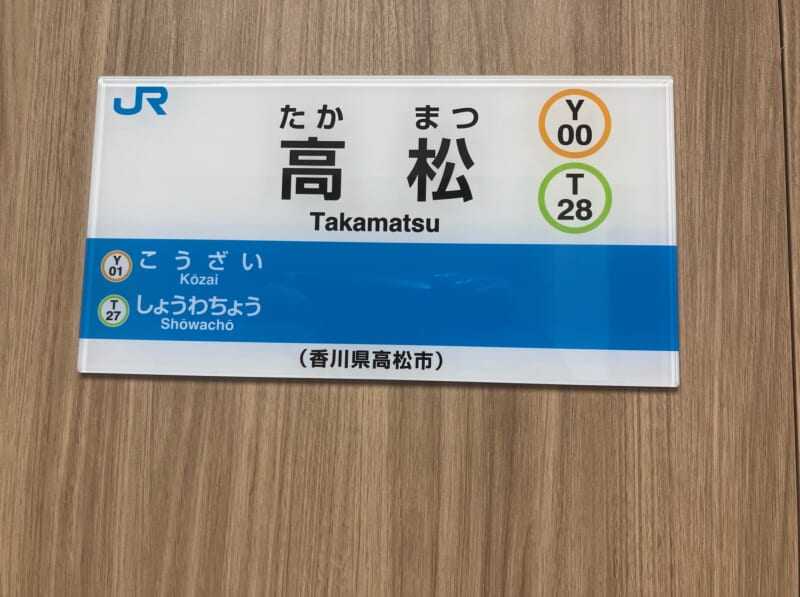 JR
たか まつ
高 松
Takamatsu
Y
00
T
28
Y
01
こうざい
Kōzai
T
27
しょうわちょう
Shōwachō
（香川県高松市）